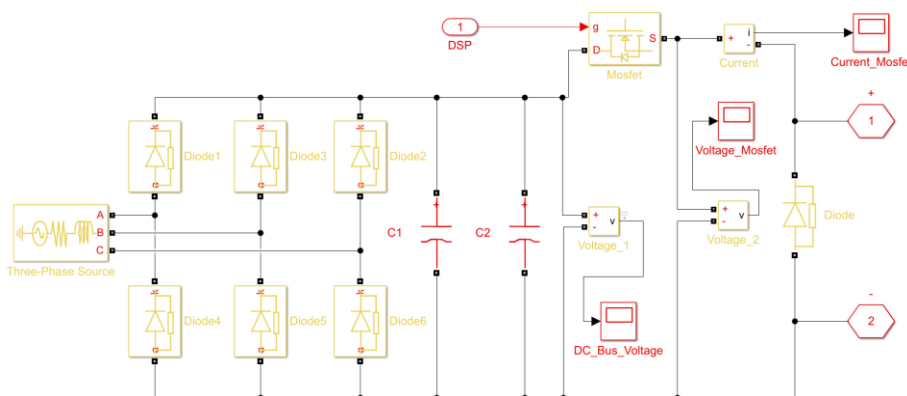 1
DSP
g
D
S
Mosfet
+
-
i
Current
Current_Mosfe
+
1
Voltage_Mosfet
Diode1
Diode3
Diode2
A
B
C
Three-Phase Source
+
C1
+
C2
+
-
v
Voltage_1
+
-
v
Voltage_2
Diode
Diode4
Diode5
Diode6
DC_Bus_Voltage
-
2